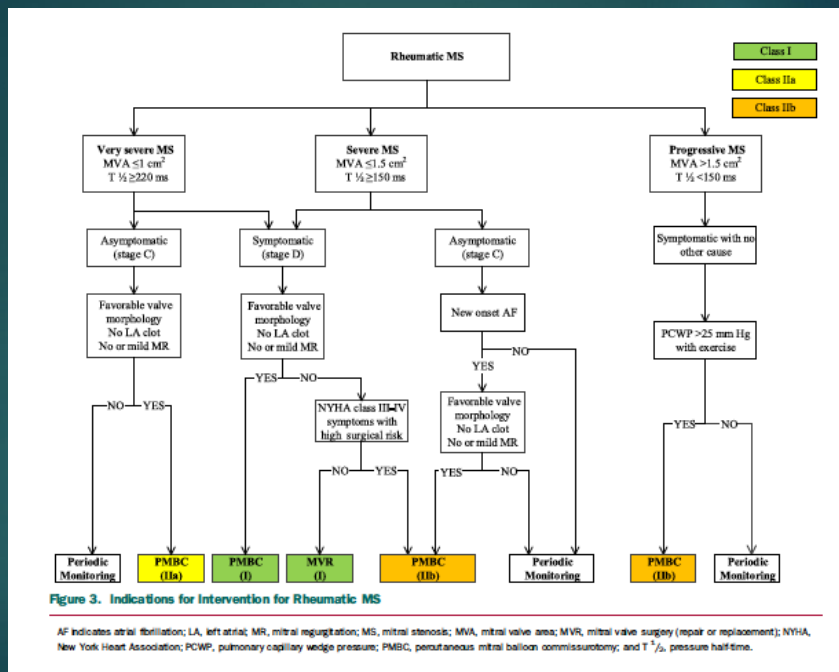 Rheumatic MS
Class I
Class IIa
Class IIb
Very severe MS
MVA ≤1 cm²
T ½ ≥220 ms
Severe MS
MVA ≤1.5 cm²
T ½ ≥150 ms
Progressive MS
MVA >1.5 cm²
T ½ <150 ms
Asymptomatic
(stage C)
Symptomatic
(stage D)
Asymptomatic
(stage C)
Symptomatic with no
other cause
Favorable valve
morphology
No LA clot
No or mild MR
Favorable valve
morphology
No LA clot
No or mild MR
New onset AF
PCWP >25 mm Hg
with exercise
NO
YES
YES
NO
NYHA class III-IV
symptoms with
high surgical risk
Favorable valve
morphology
No LA clot
No or mild MR
NO
YES
NO
YES
YES
NO
YES
NO
Periodic
Monitoring
PMBC
(IIa)
PMBC
(I)
MVR
(I)
PMBC
(IIb)
Periodic
Monitoring
PMBC
(IIb)
Periodic
Monitoring
Figure 3. Indications for Intervention for Rheumatic MS
AF indicates atrial fibrillation; LA, left atrial; MR, mitral regurgitation; MS, mitral stenosis; MVA, mitral valve area; MVR, mitral valve surgery (repair or replacement); NYHA,
New York Heart Association; PCWP, pulmonary capillary wedge pressure; PMBC, percutaneous mitral balloon commissurotomy; and T ½, pressure half-time.